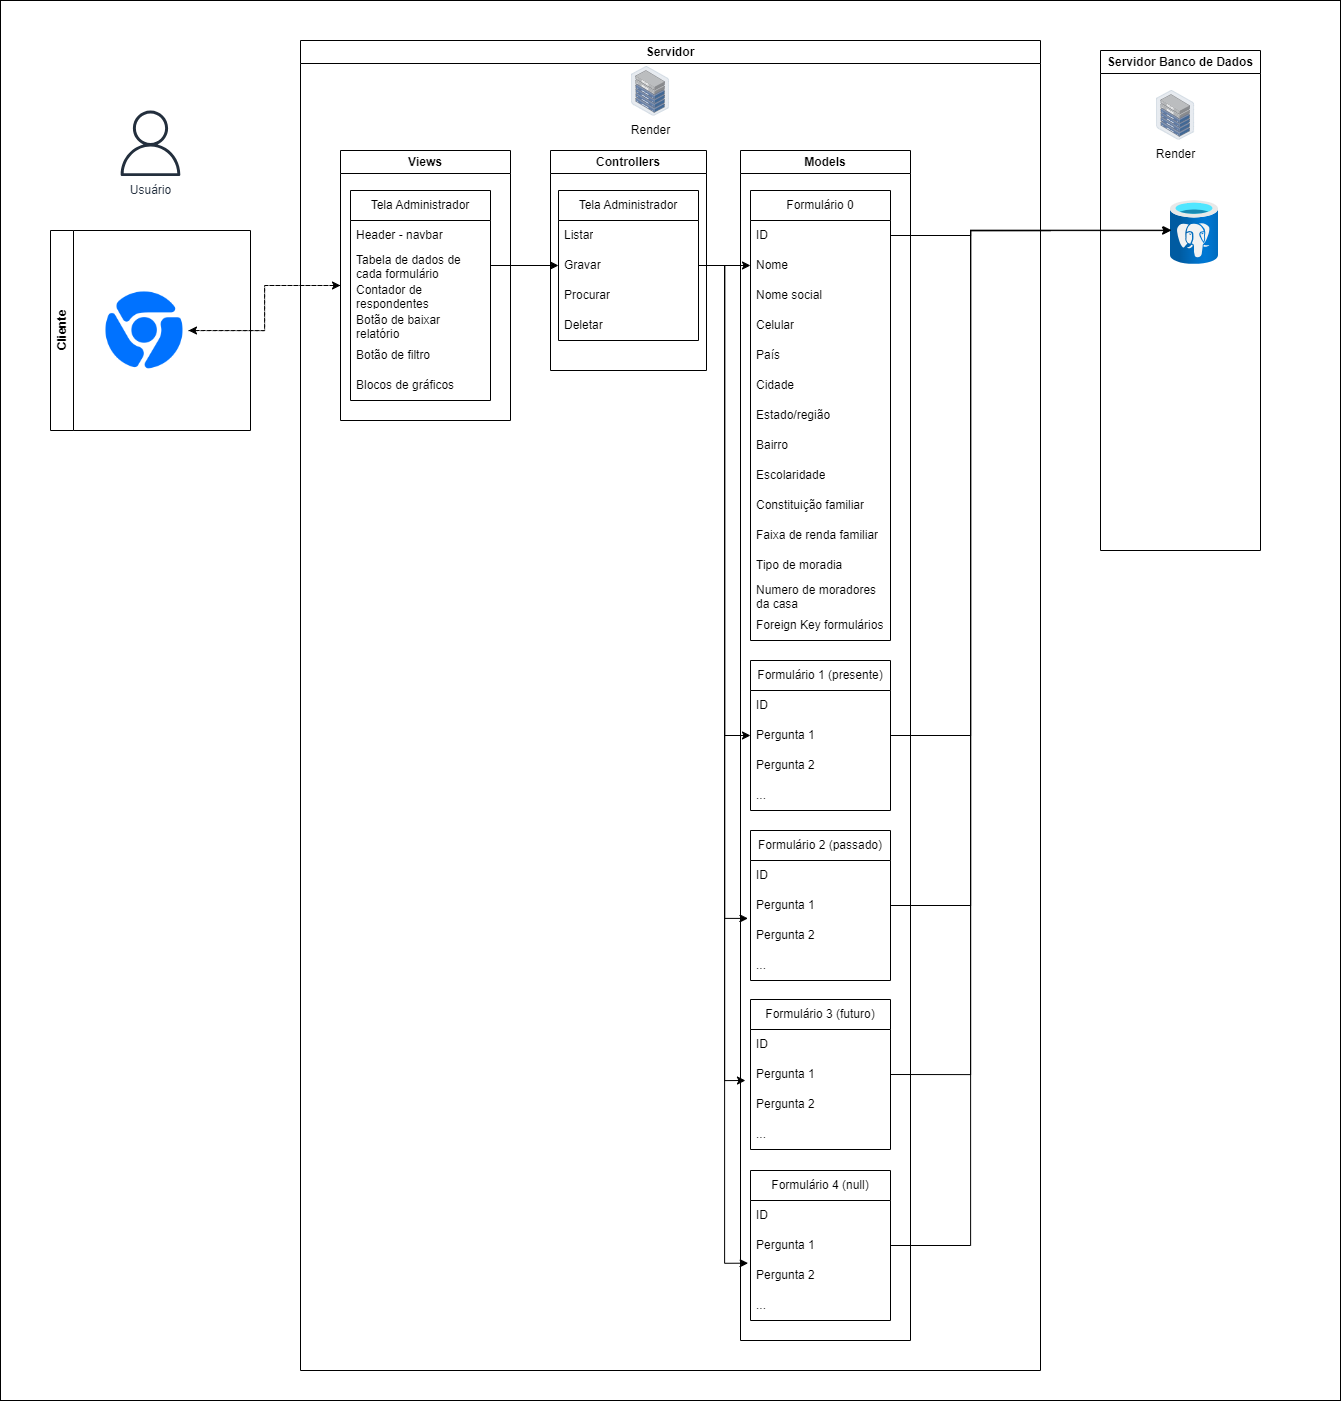 Usuário
Cliente
Servidor
Render
Views
Tela Administrador
Header - navbar
Tabela de dados de
cada formulário
Contador de
respondentes
Botão de baixar
relatório
Botão de filtro
Blocos de gráficos
Controllers
Tela Administrador
Listar
Gravar
Procurar
Deletar
Models
Formulário 0
ID
Nome
Nome social
Celular
País
Cidade
Estado/região
Bairro
Escolaridade
Constituição familiar
Faixa de renda familiar
Tipo de moradia
Numero de moradores
da casa
Foreign Key formulários
Formulário 1 (presente)
ID
Pergunta 1
Pergunta 2
...
Formulário 2 (passado)
ID
Pergunta 1
Pergunta 2
...
Formulário 3 (futuro)
ID
Pergunta 1
Pergunta 2
...
Formulário 4 (null)
ID
Pergunta 1
Pergunta 2
...
Servidor Banco de Dados
Render